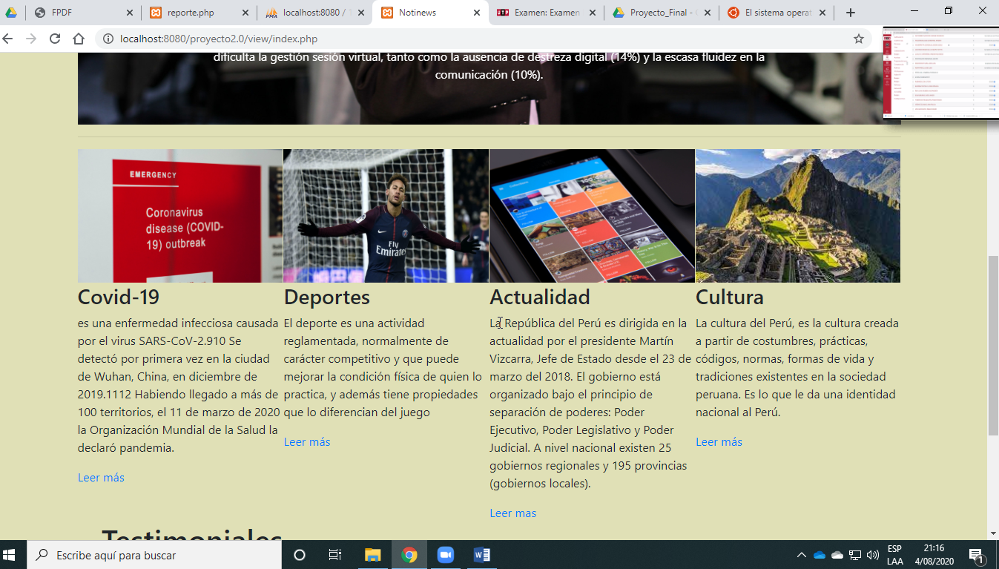 FPDF
reporte.php
localhost:8080 /
Notinews
Examen: Examen
Proyecto_Final -
El sistema operat
localhost:8080/proyecto2.0/view/index.php
dificulta la gestión sesión virtual, así como la ausencia de destreza digital (14%) y la escasa fluidez en la
comunicación (10%).
EMERGENCY
Coronavirus
disease (COVID-
19) outbreak
Fly
Emirates
Covid-19
es una enfermedad infecciosa causada
por el virus SARS-CoV-2.910 Se
detectó por primera vez en la ciudad
de Wuhan, China, en diciembre de
2019.1112 Habiendo llegado a más de
100 territorios, el 11 de marzo de 2020
la Organización Mundial de la Salud la
declaró pandemia.
Leer más
Deportes
El deporte es una actividad
reglamentada, normalmente de
carácter competitivo y que puede
mejorar la condición física de quien lo
practica, y además tiene propiedades
que lo diferencian del juego
Leer más
Actualidad
La República del Perú es dirigida en la
actualidad por el presidente Martín
Vizcarra, Jefe de Estado desde el 23 de
marzo del 2018. El gobierno está
organizado bajo el principio de
separación de poderes: Poder
Ejecutivo, Poder Legislativo y Poder
Judicial. A nivel nacional existen 25
gobiernos regionales y 195 provincias
(gobiernos locales).
Leer mas
Cultura
La cultura del Perú, es la cultura creada
a partir de costumbres, prácticas,
códigos, normas, formas de vida y
tradiciones existentes en la sociedad
peruana. Es lo que le da una identidad
nacional al Perú.
Leer más
Testimoniales
Escribe aquí para buscar
ESP
LAA
21:16
4/08/2020
1